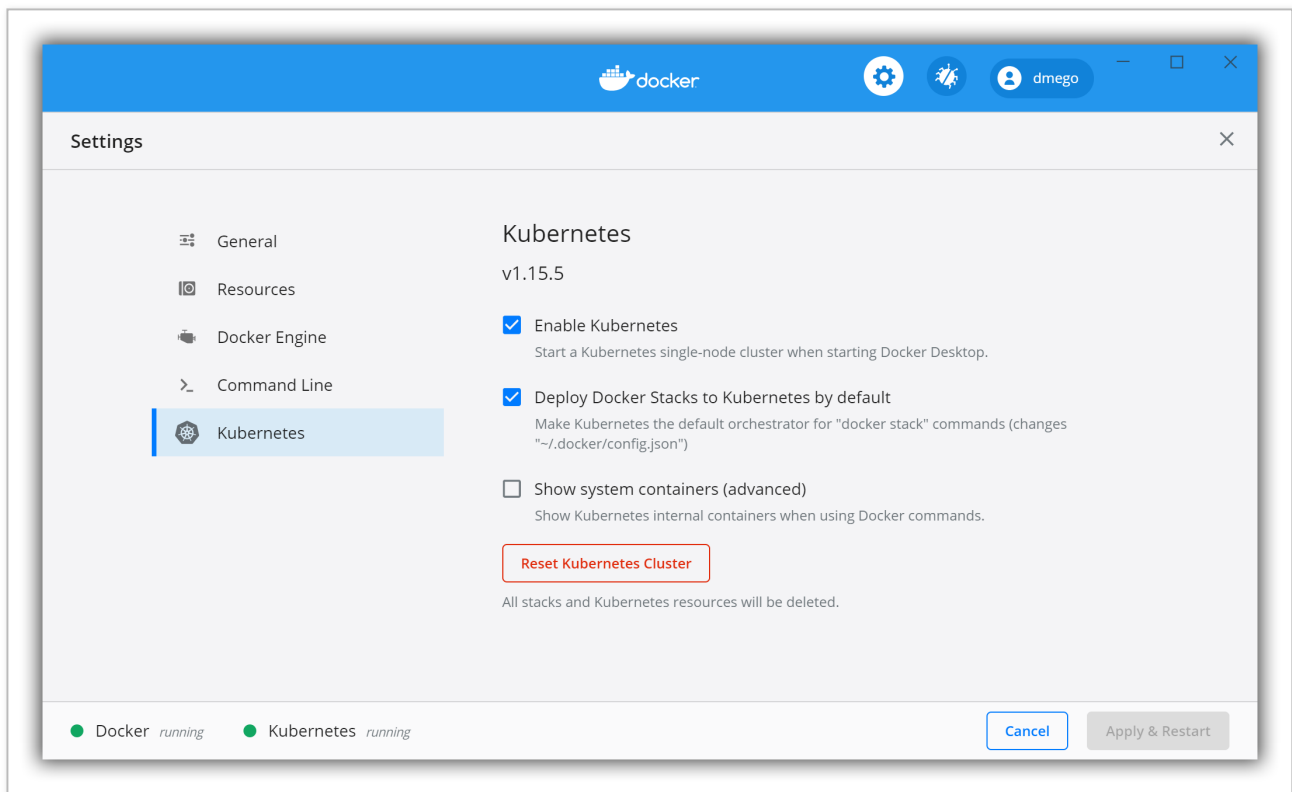 docker
dmego
Settings
General
Resources
Docker Engine
Command Line
Kubernetes
Kubernetes
v1.15.5
Enable Kubernetes
Start a Kubernetes single-node cluster when starting Docker Desktop.
Deploy Docker Stacks to Kubernetes by default
Make Kubernetes the default orchestrator for "docker stack" commands (changes
"~/.docker/config.json")
Show system containers (advanced)
Show Kubernetes internal containers when using Docker commands.
Reset Kubernetes Cluster
All stacks and Kubernetes resources will be deleted.
Docker running Kubernetes running
Cancel Apply & Restart